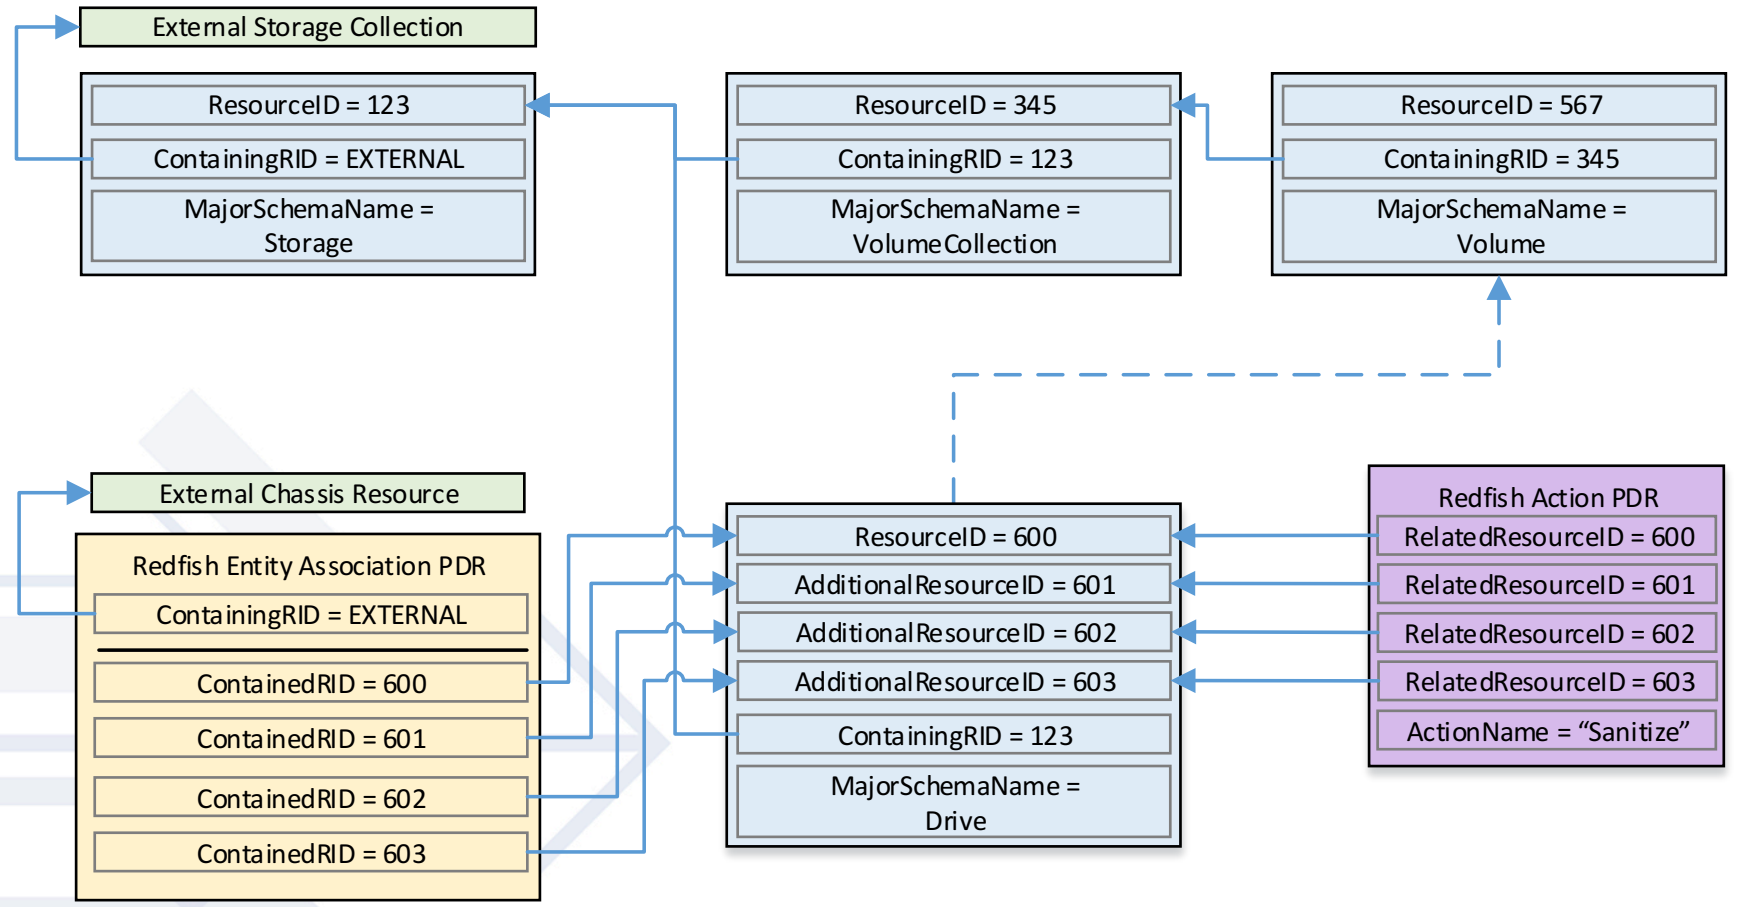 External Storage Collection
ResourceID = 123
ContainingRID = EXTERNAL
MajorSchemaName =
Storage
ResourceID = 345
ContainingRID = 123
MajorSchemaName =
VolumeCollection
ResourceID = 567
ContainingRID = 345
MajorSchemaName =
Volume
External Chassis Resource
Redfish Entity Association PDR
ContainingRID = EXTERNAL
ContainedRID = 600
ContainedRID = 601
ContainedRID = 602
ContainedRID = 603
ResourceID = 600
AdditionalResourceID = 601
AdditionalResourceID = 602
AdditionalResourceID = 603
ContainingRID = 123
MajorSchemaName =
Drive
Redfish Action PDR
RelatedResourceID = 600
RelatedResourceID = 601
RelatedResourceID = 602
RelatedResourceID = 603
ActionName = “Sanitize”